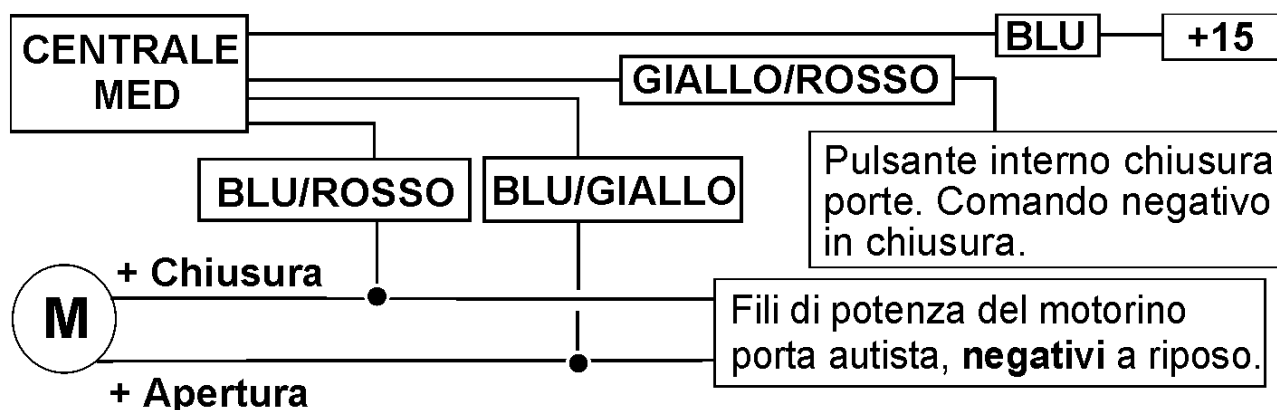 CENTRALE
MED
BLU
+15
GIALLO/ROSSO
Pulsante interno chiusura
porte. Comando negativo
in chiusura.
BLU/ROSSO
BLU/GIALLO
+ Chiusura
M
Fili di potenza del motorino
porta autista, negativi a riposo.
+ Apertura